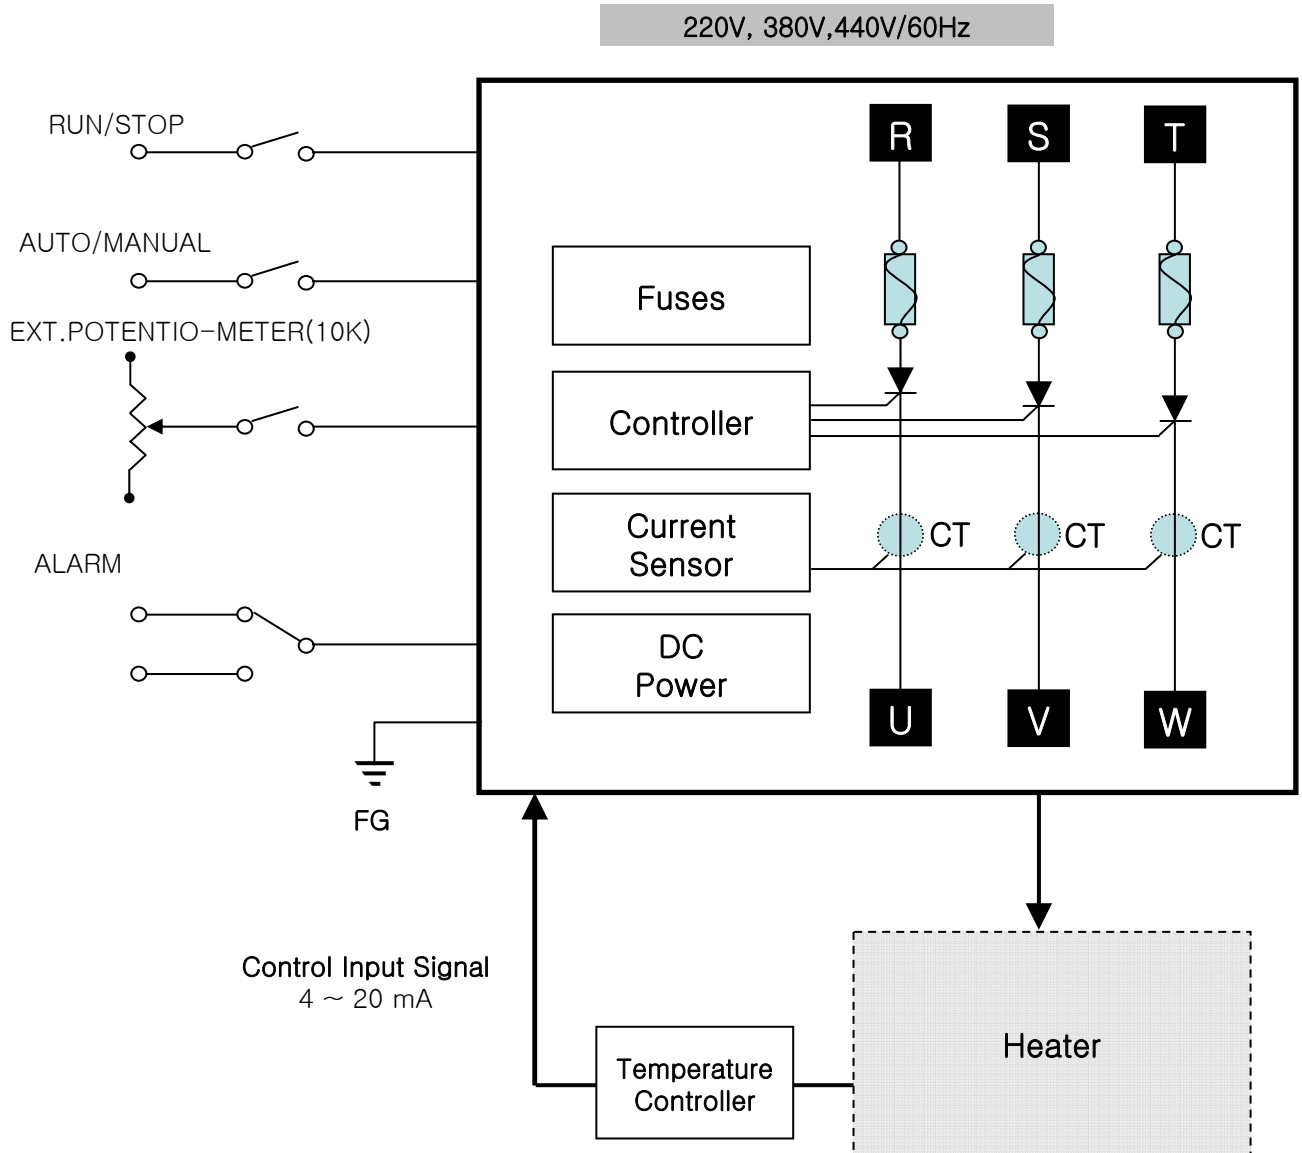 220V, 380V,440V/60Hz
RUN/STOP
R
S
T
AUTO/MANUAL
Fuses
EXT.POTENTIO-METER(10K)
Controller
Current
Sensor
CT
CT
CT
ALARM
DC
Power
U
V
W
FG
Control Input Signal
4 ~ 20 mA
Temperature
Controller
Heater